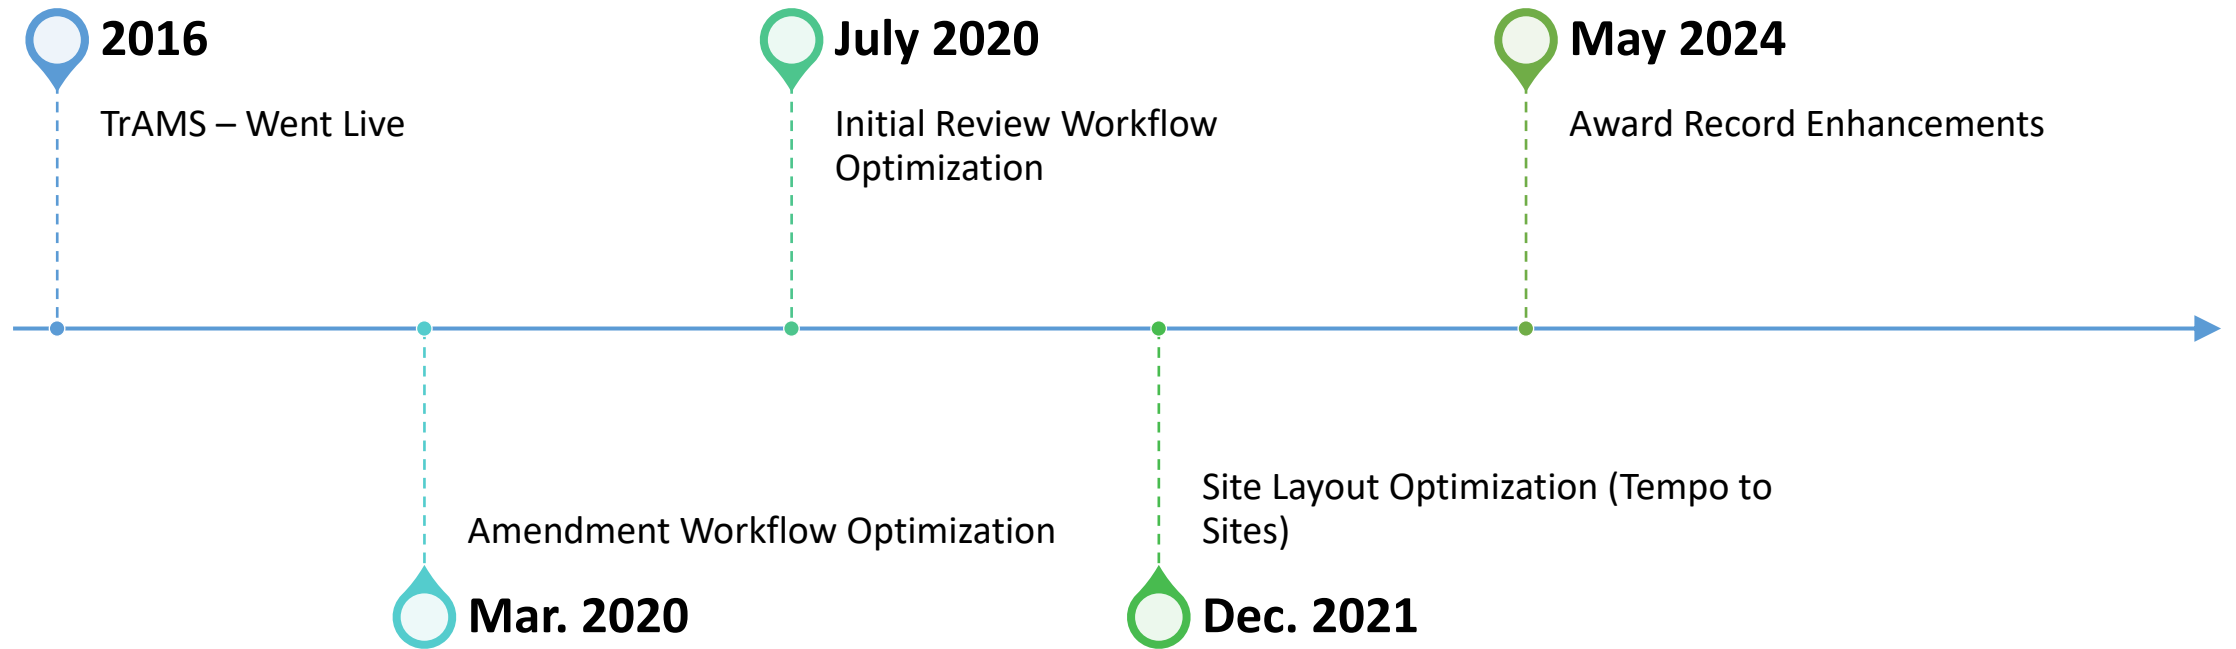 2016
TrAMS – Went Live
July 2020
Initial Review Workflow
Optimization
May 2024
Award Record Enhancements
Amendment Workflow Optimization
Mar. 2020
Site Layout Optimization (Tempo to
Sites)
Dec. 2021